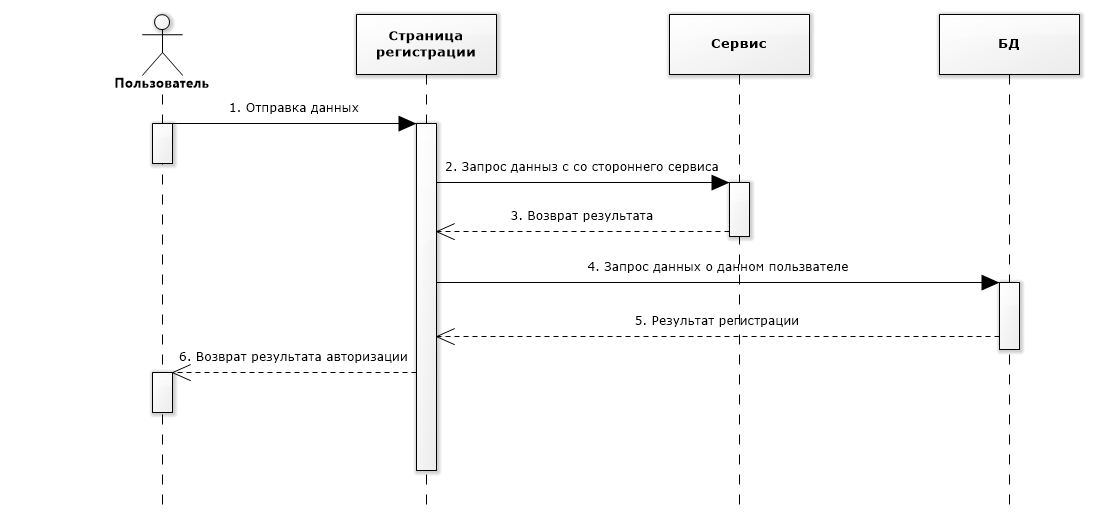 Пользователь
Страница
регистрации
Сервис
БД
1. Отправка данных
2. Запрос данныз с со стороннего сервиса
3. Возврат результата
4. Запрос данных о данном пользвателе
5. Результат регистрации
6. Возврат результата авторизации